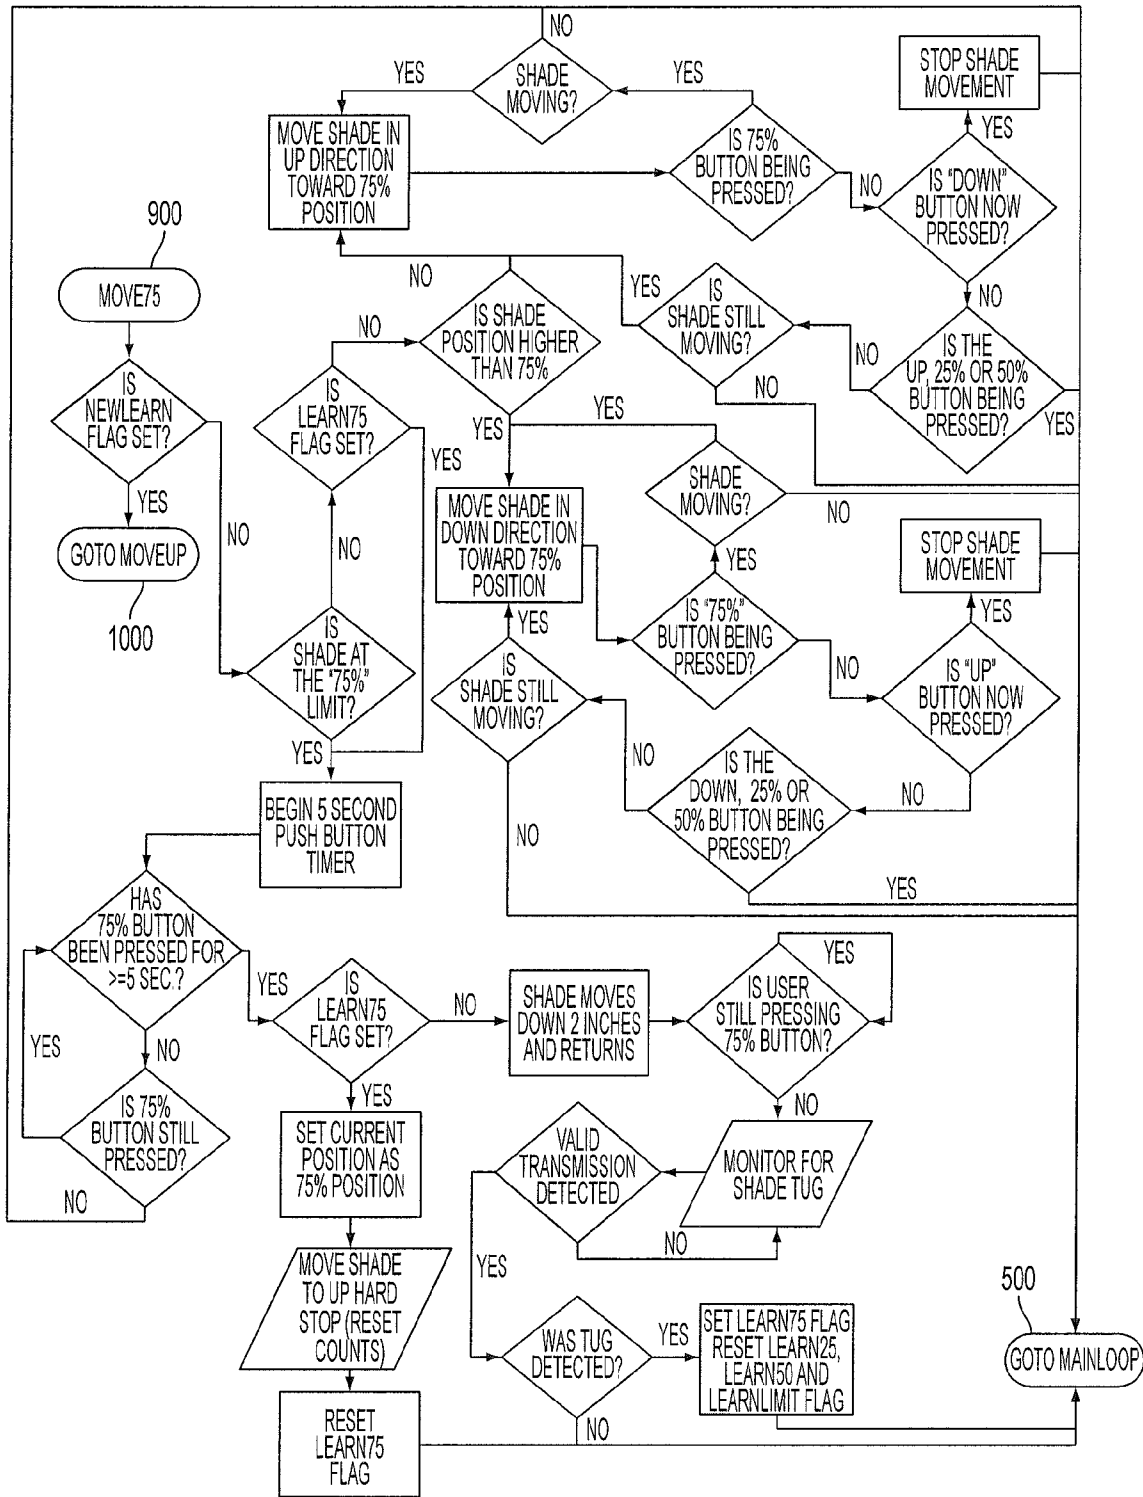 NO
SHADE
MOVING?
YES
YES
STOP SHADE
MOVEMENT
MOVE SHADE IN
UP DIRECTION
TOWARD 75%
POSITION
IS 75%
BUTTON BEING
PRESSED?
YES
NO
IS "DOWN"
BUTTON NOW
PRESSED?
900
MOVE75
NO
YES
IS
SHADE STILL
MOVING?
NO
NO
IS SHADE
POSITION HIGHER
THAN 75%
NO
IS THE
UP, 25% OR 50%
BUTTON BEING
PRESSED?
IS
NEWLEARN
FLAG SET?
IS
LEARN75
FLAG SET?
NO
YES
YES
YES
YES
NO
YES
SHADE
MOVING?
NO
MOVE SHADE IN
DOWN DIRECTION
TOWARD 75%
POSITION
STOP SHADE
MOVEMENT
GOTO MOVEUP
NO
NO
YES
YES
1000
IS
SHADE AT
THE "75%"
LIMIT?
YES
IS "75%"
BUTTON BEING
PRESSED?
IS
SHADE STILL
MOVING?
NO
IS "UP"
BUTTON NOW
PRESSED?
YES
NO
IS THE
DOWN, 25% OR
50% BUTTON BEING
PRESSED?
NO
BEGIN 5 SECOND
PUSH BUTTON
TIMER
NO
YES
HAS
75% BUTTON
BEEN PRESSED FOR
>=5 SEC.?
YES
IS
LEARN75
FLAG SET?
NO
SHADE MOVES
DOWN 2 INCHES
AND RETURNS
IS USER
STILL PRESSING
75% BUTTON?
YES
YES
NO
YES
NO
IS 75%
BUTTON STILL
PRESSED?
NO
SET CURRENT
POSITION AS
75% POSITION
VALID
TRANSMISSION
DETECTED
MONITOR FOR
SHADE TUG
NO
YES
MOVE SHADE
TO UP HARD
STOP (RESET
COUNTS)
500
WAS TUG
DETECTED?
YES
SET LEARN75 FLAG
RESET LEARN25,
LEARN50 AND
LEARNLIMIT FLAG
GOTO MAINLOOP
RESET
LEARN75
FLAG
NO